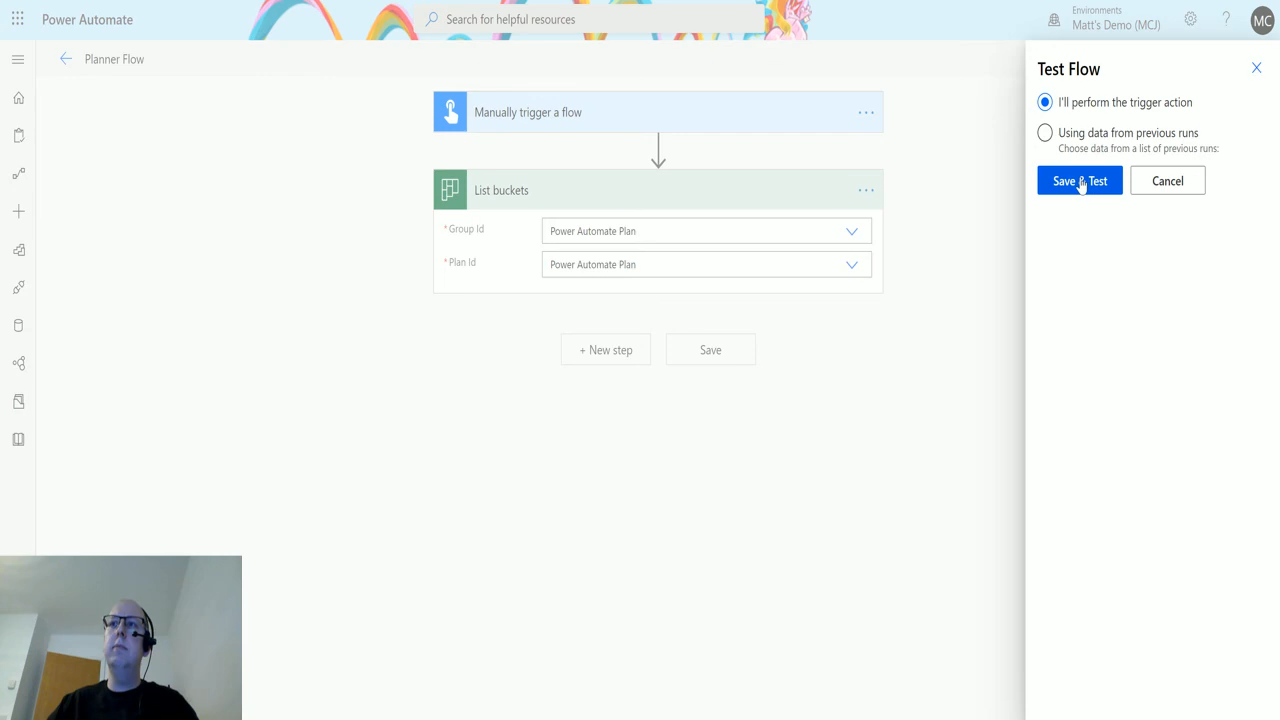 Power Automate
Search for helpful resources
Environments
Matt's Demo (MCJ)
MC
Planner Flow
Manually trigger a flow
List buckets
* Group Id
Power Automate Plan
* Plan Id
Power Automate Plan
+ New step
Save
Test Flow
I'll perform the trigger action
Using data from previous runs
Choose data from a list of previous runs:
Save & Test
Cancel